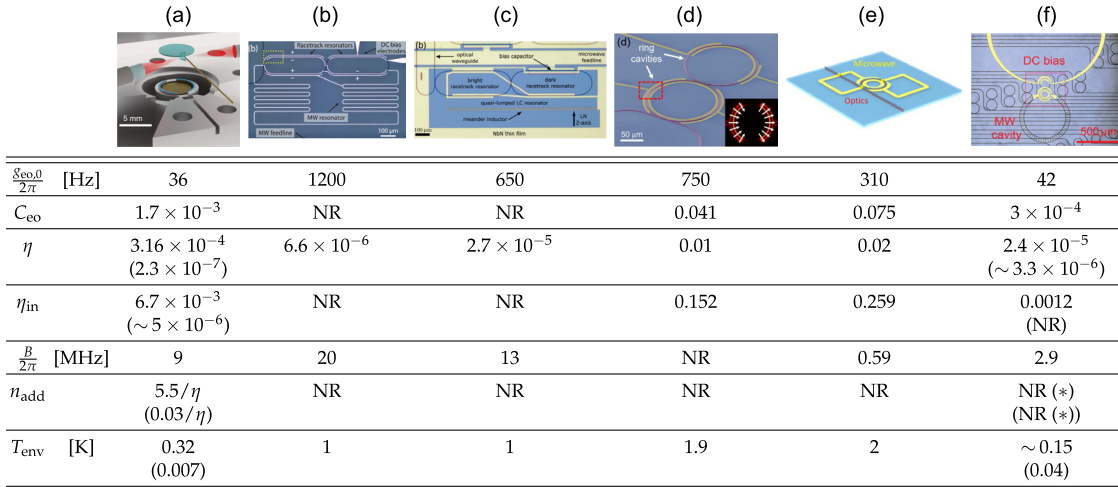 (a) (b) (c) (d) (e) (f)
5 mm
(b)
Racetrack resonators
DC bias electrodes
+ −
+ −
MW resonator
MW feedline
100 μm
(b)
optical waveguide
bias capacitor
microwave feedline
bright racetrack resonator
dark racetrack resonator
quasi-lumped LC resonator
meander inductor
LN Z-axis
100 μm
NbN thin film
(d)
ring cavities
50 μm
Microwave
Optics
DC bias
MW cavity
500 μm
g_eo,0/2π [Hz] 36 1200 650 750 310 42
C_eo 1.7 × 10⁻³ NR NR 0.041 0.075 3 × 10⁻⁴
η 3.16 × 10⁻⁴ 6.6 × 10⁻⁶ 2.7 × 10⁻⁵ 0.01 0.02 2.4 × 10⁻⁵
(2.3 × 10⁻⁷) (∼ 3.3 × 10⁻⁶)
η_in 6.7 × 10⁻³ NR NR 0.152 0.259 0.0012
(∼ 5 × 10⁻⁶) (NR)
B/2π [MHz] 9 20 13 NR 0.59 2.9
n_add 5.5/η NR NR NR NR NR (∗)
(0.03/η) (NR (∗))
T_env [K] 0.32 1 1 1.9 2 ∼ 0.15
(0.007) (0.04)